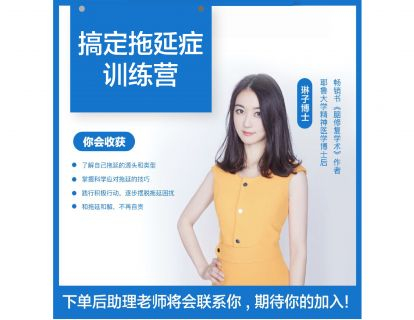 搞定拖延症
训练营
你会收获
了解自己拖延的源头和类型
掌握科学应对拖延的技巧
践行积极行动、逐步摆脱拖延困扰
和拖延和解、不再自责
琳子博士
畅销书《脑修复学术》作者
耶鲁大学精神医学博士后
下单后助理老师将会联系你,期待你的加入!